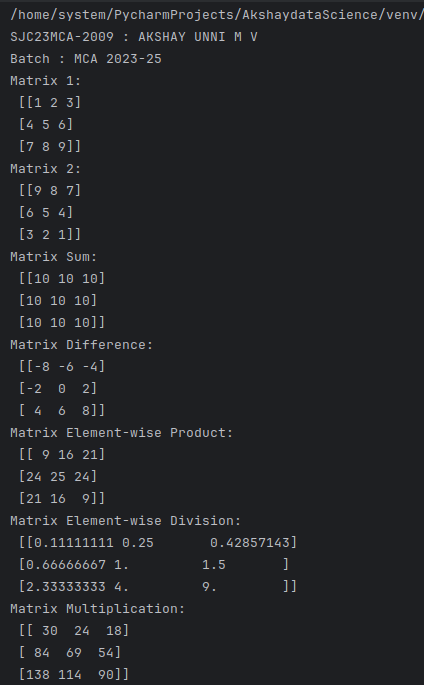 /home/system/PycharmProjects/AkshaydataScience/venv/
SJC23MCA-2009 : AKSHAY UNNI M V
Batch : MCA 2023-25
Matrix 1:
 [[1 2 3]
 [4 5 6]
 [7 8 9]]
Matrix 2:
 [[9 8 7]
 [6 5 4]
 [3 2 1]]
Matrix Sum:
 [[10 10 10]
 [10 10 10]
 [10 10 10]]
Matrix Difference:
 [[-8 -6 -4]
 [-2  0  2]
 [ 4  6  8]]
Matrix Element-wise Product:
 [[ 9 16 21]
 [24 25 24]
 [21 16  9]]
Matrix Element-wise Division:
 [[0.11111111 0.25       0.42857143]
 [0.66666667 1.         1.5       ]
 [2.33333333 4.         9.        ]]
Matrix Multiplication:
 [[ 30  24  18]
 [ 84  69  54]
 [138 114  90]]